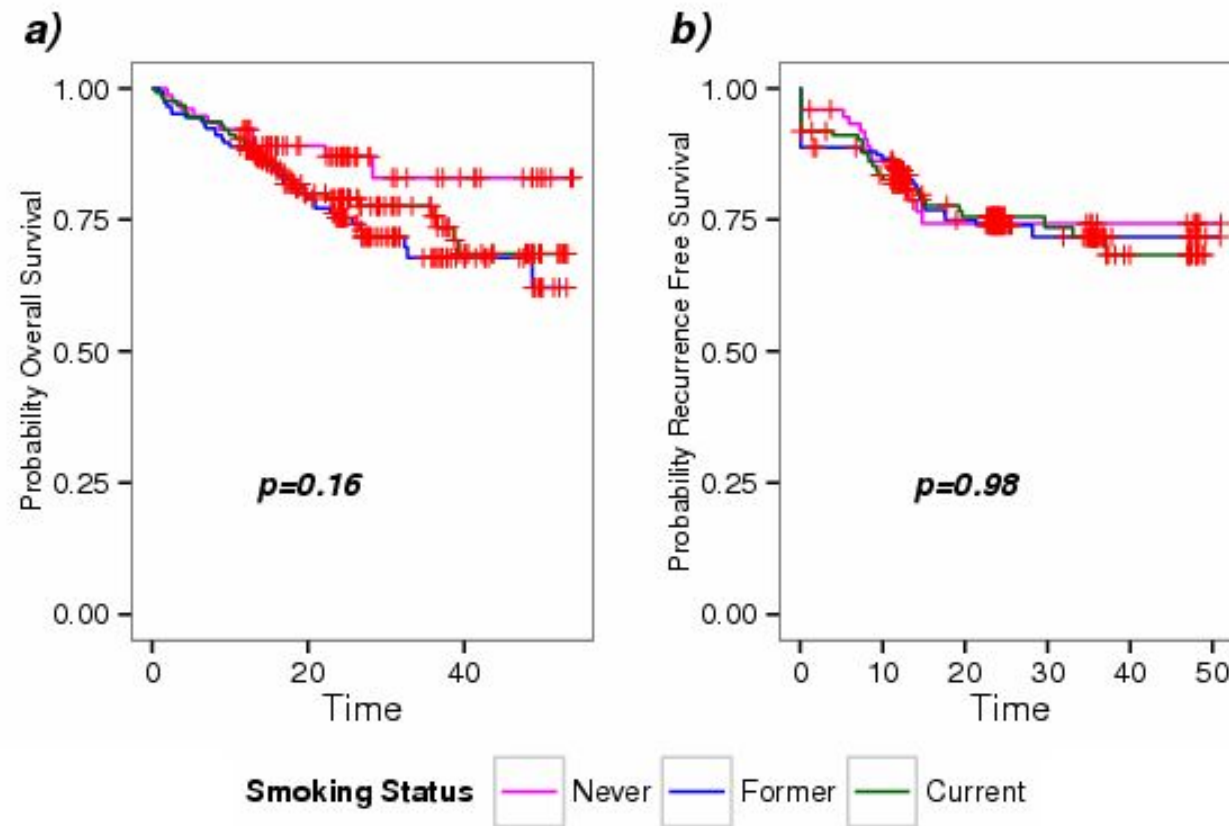 a)
Probability Overall Survival
1.00
0.75
0.50
0.25
0.00
p=0.16
0 20 40
Time
b)
Probability Recurrence Free Survival
1.00
0.75
0.50
0.25
0.00
p=0.98
0 10 20 30 40 50
Time
Smoking Status Never Former Current